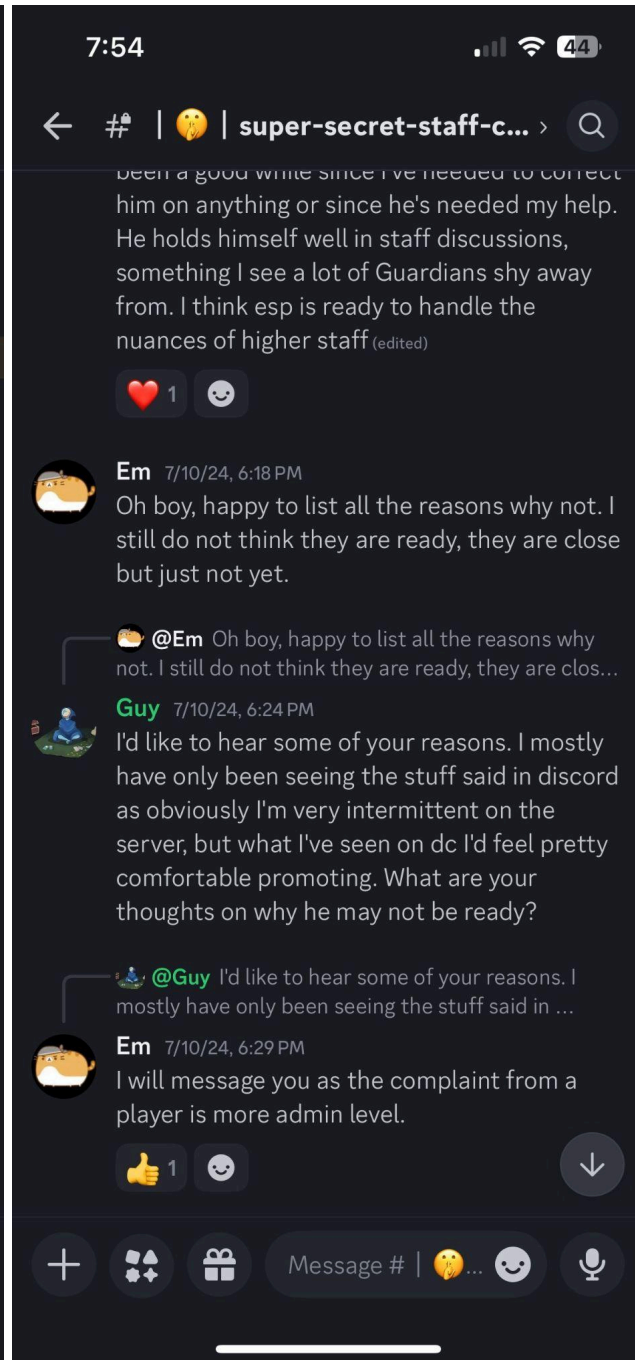 7:54
44
# | 🤫 | super-secret-staff-c... ›
been a good while since I've needed to correct
him on anything or since he's needed my help.
He holds himself well in staff discussions,
something I see a lot of Guardians shy away
from. I think esp is ready to handle the
nuances of higher staff (edited)
❤️ 1
Em 7/10/24, 6:18 PM
Oh boy, happy to list all the reasons why not. I
still do not think they are ready, they are close
but just not yet.
@Em Oh boy, happy to list all the reasons why
not. I still do not think they are ready, they are clos...
Guy 7/10/24, 6:24 PM
I'd like to hear some of your reasons. I mostly
have only been seeing the stuff said in discord
as obviously I'm very intermittent on the
server, but what I've seen on dc I'd feel pretty
comfortable promoting. What are your
thoughts on why he may not be ready?
@Guy I'd like to hear some of your reasons. I
mostly have only been seeing the stuff said in ...
Em 7/10/24, 6:29 PM
I will message you as the complaint from a
player is more admin level.
👍 1
Message # | 🤫...